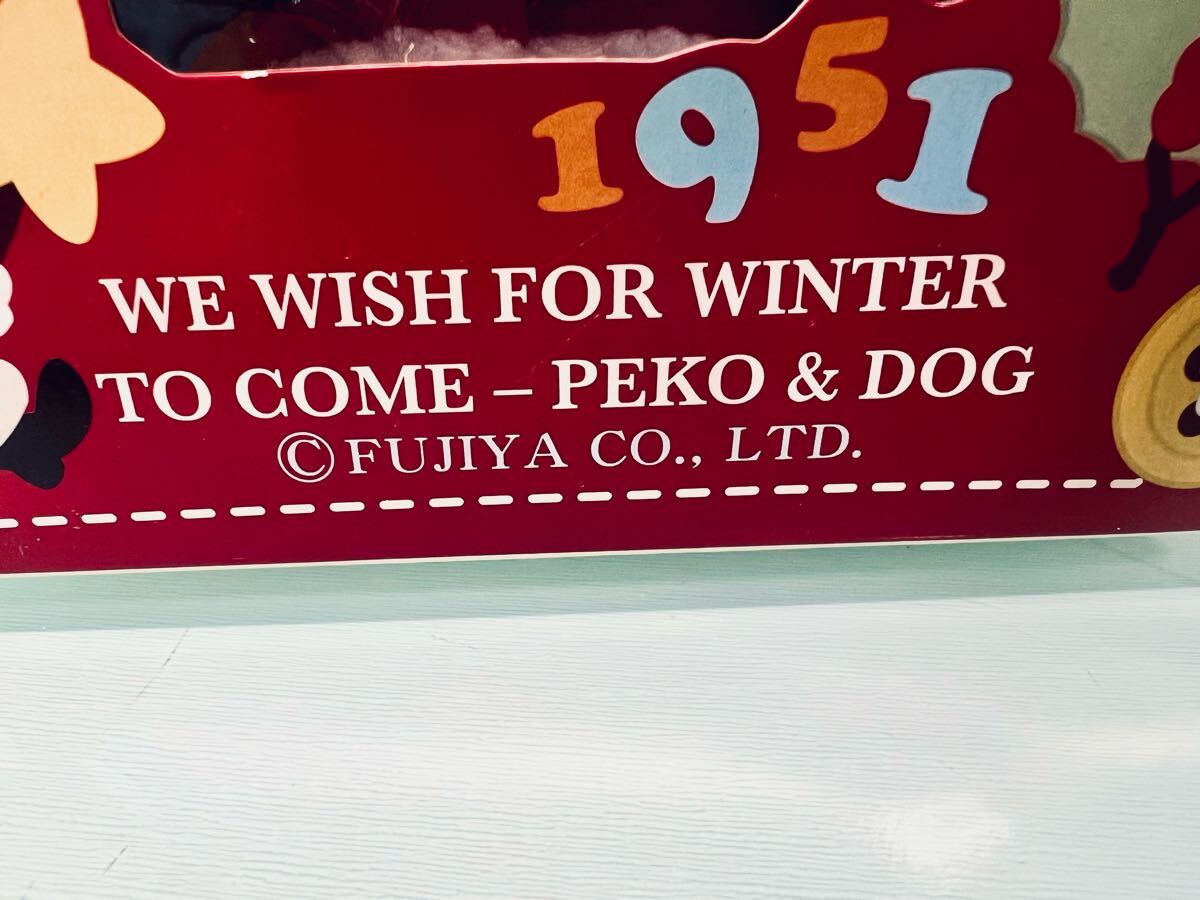 1951
WE WISH FOR WINTER
TO COME – PEKO & DOG
©FUJIYA CO., LTD.